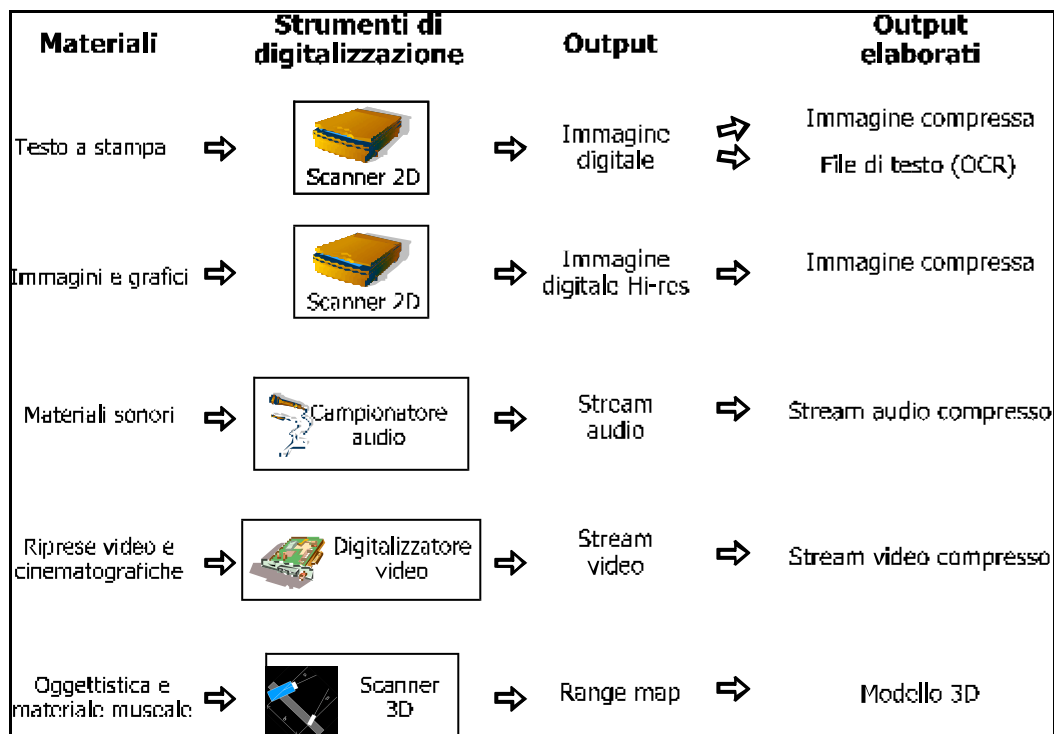 Materiali
Strumenti di
digitalizzazione
Output
Output
elaborati
Testo a stampa
Scanner 2D
Immagine
digitale
Immagine compressa
File di testo (OCR)
Immagini e grafici
Scanner 2D
Immagine
digitale Hi-res
Immagine compressa
Materiali sonori
Campionatore
audio
Stream
audio
Stream audio compresso
Riprese video e
cinematografiche
Digitalizzatore
video
Stream
video
Stream video compresso
Oggettistica e
materiale museale
Scanner
3D
Range map
Modello 3D